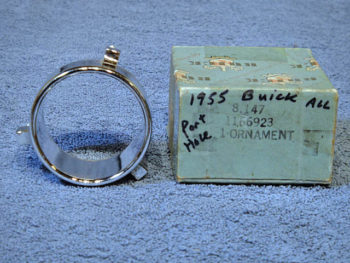 1955 Buick ALL
8.147
1166923
1-ORNAMENT
Port
Hole